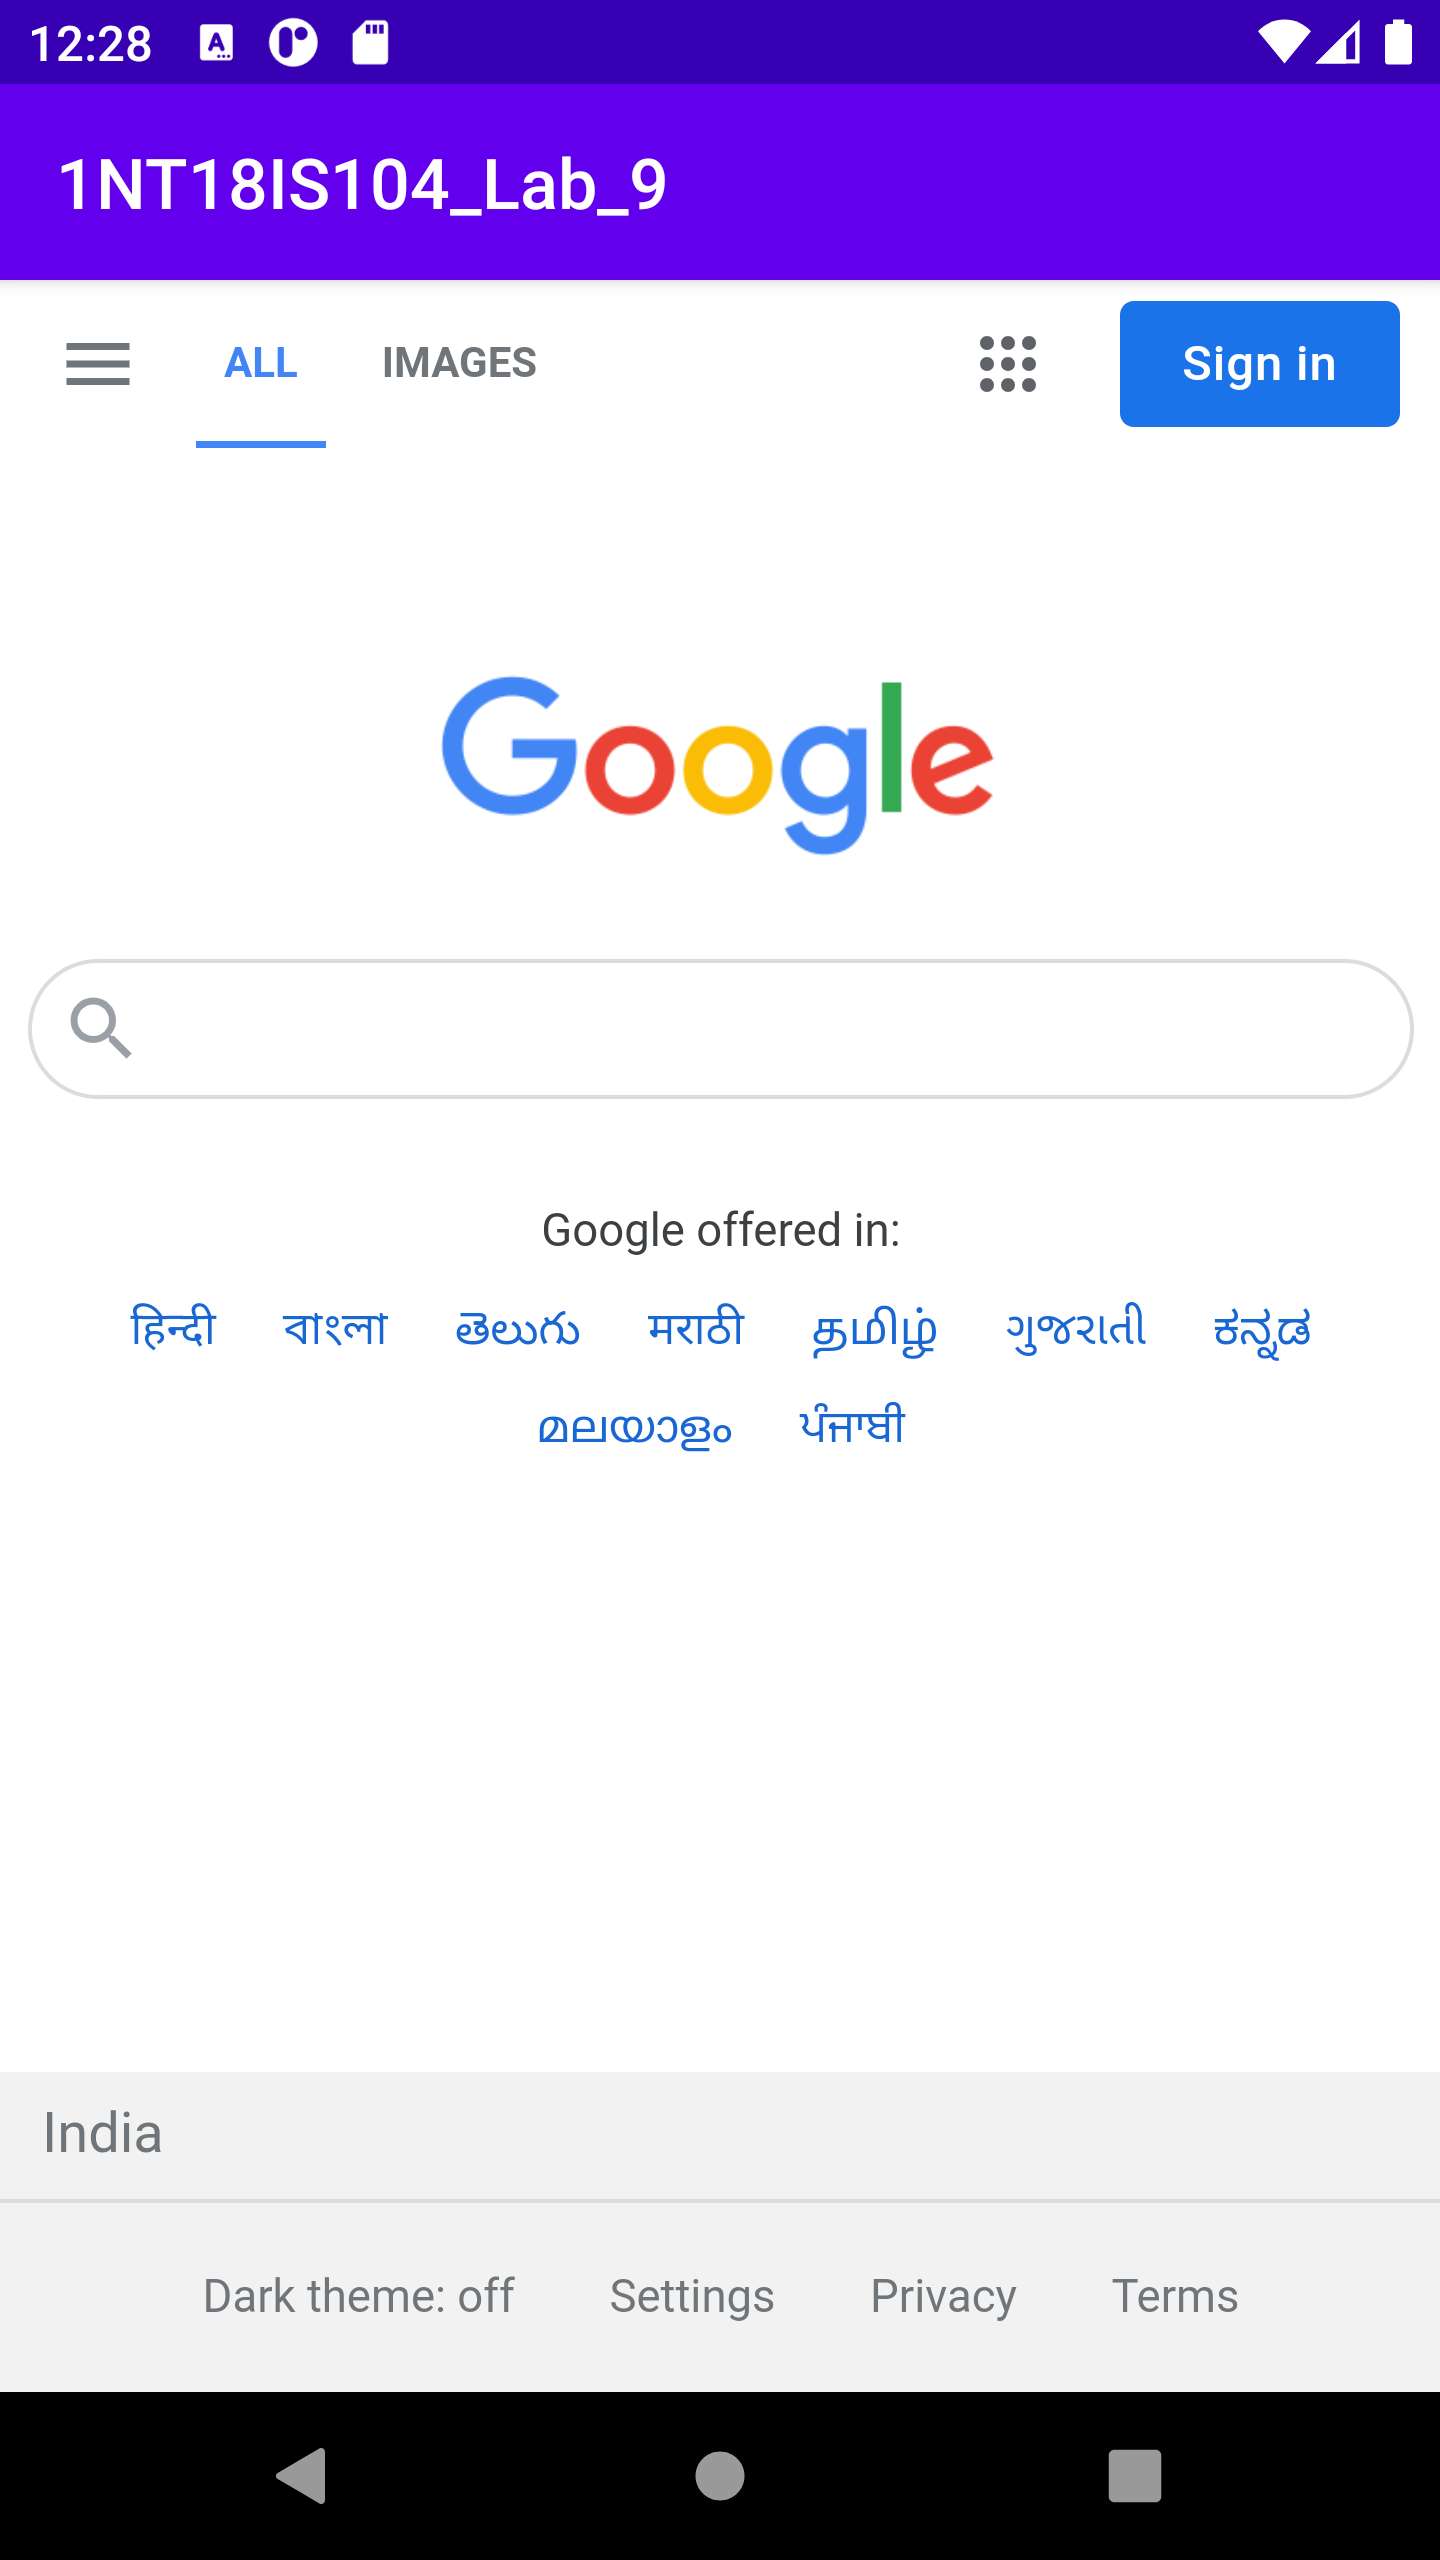 12:28
1NT18IS104_Lab_9
ALL IMAGES Sign in
Google
Google offered in:
हिन्दी বাংলা తెలుగు मराठी தமிழ் ગુજરાતી ಕನ್ನಡ
മലയാളം ਪੰਜਾਬੀ
India
Dark theme: off Settings Privacy Terms